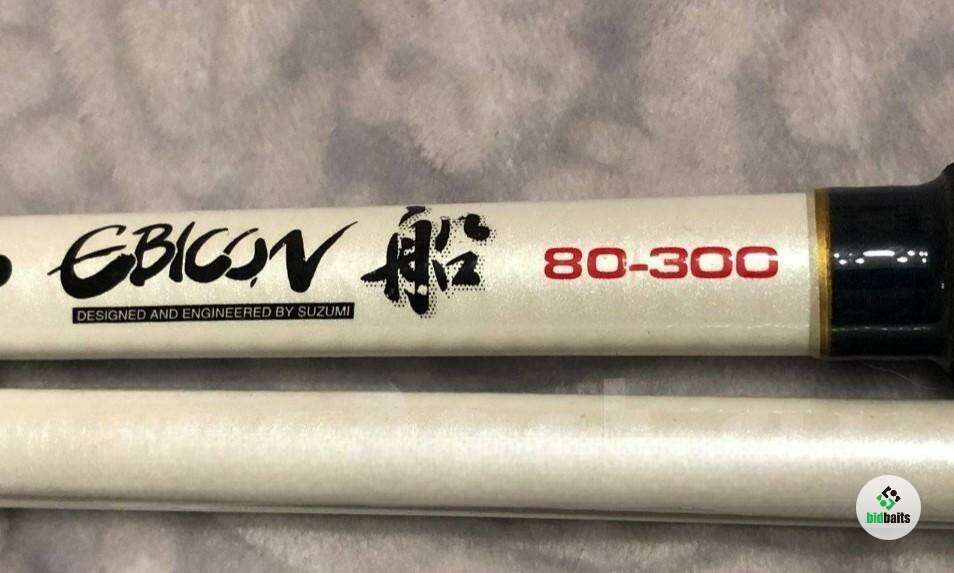 EBICON 船 80-300
DESIGNED AND ENGINEERED BY SUZUMI
bidbaits